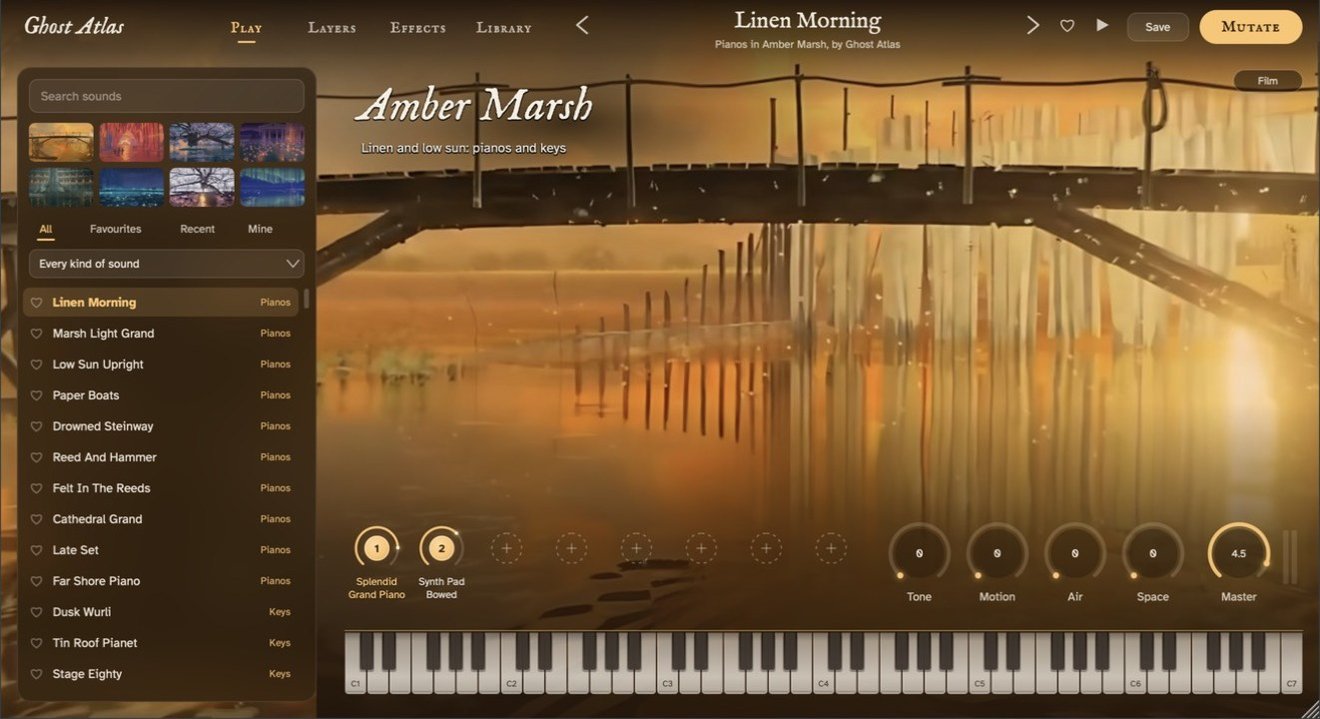 Ghost Atlas
Play
Layers
Effects
Library
Linen Morning
Pianos in Amber Marsh, by Ghost Atlas
Save
Mutate
Search sounds
All
Favourites
Recent
Mine
Every kind of sound
Linen Morning Pianos
Marsh Light Grand Pianos
Low Sun Upright Pianos
Paper Boats Pianos
Drowned Steinway Pianos
Reed And Hammer Pianos
Felt In The Reeds Pianos
Cathedral Grand Pianos
Late Set Pianos
Far Shore Piano Pianos
Dusk Wurli Keys
Tin Roof Pianet Keys
Stage Eighty Keys
Amber Marsh
Linen and low sun: pianos and keys
Film
1
Splendid
Grand Piano
2
Synth Pad
Bowed
0
Tone
0
Motion
0
Air
0
Space
4.5
Master
C1
C2
C3
C4
C5
C6
C7